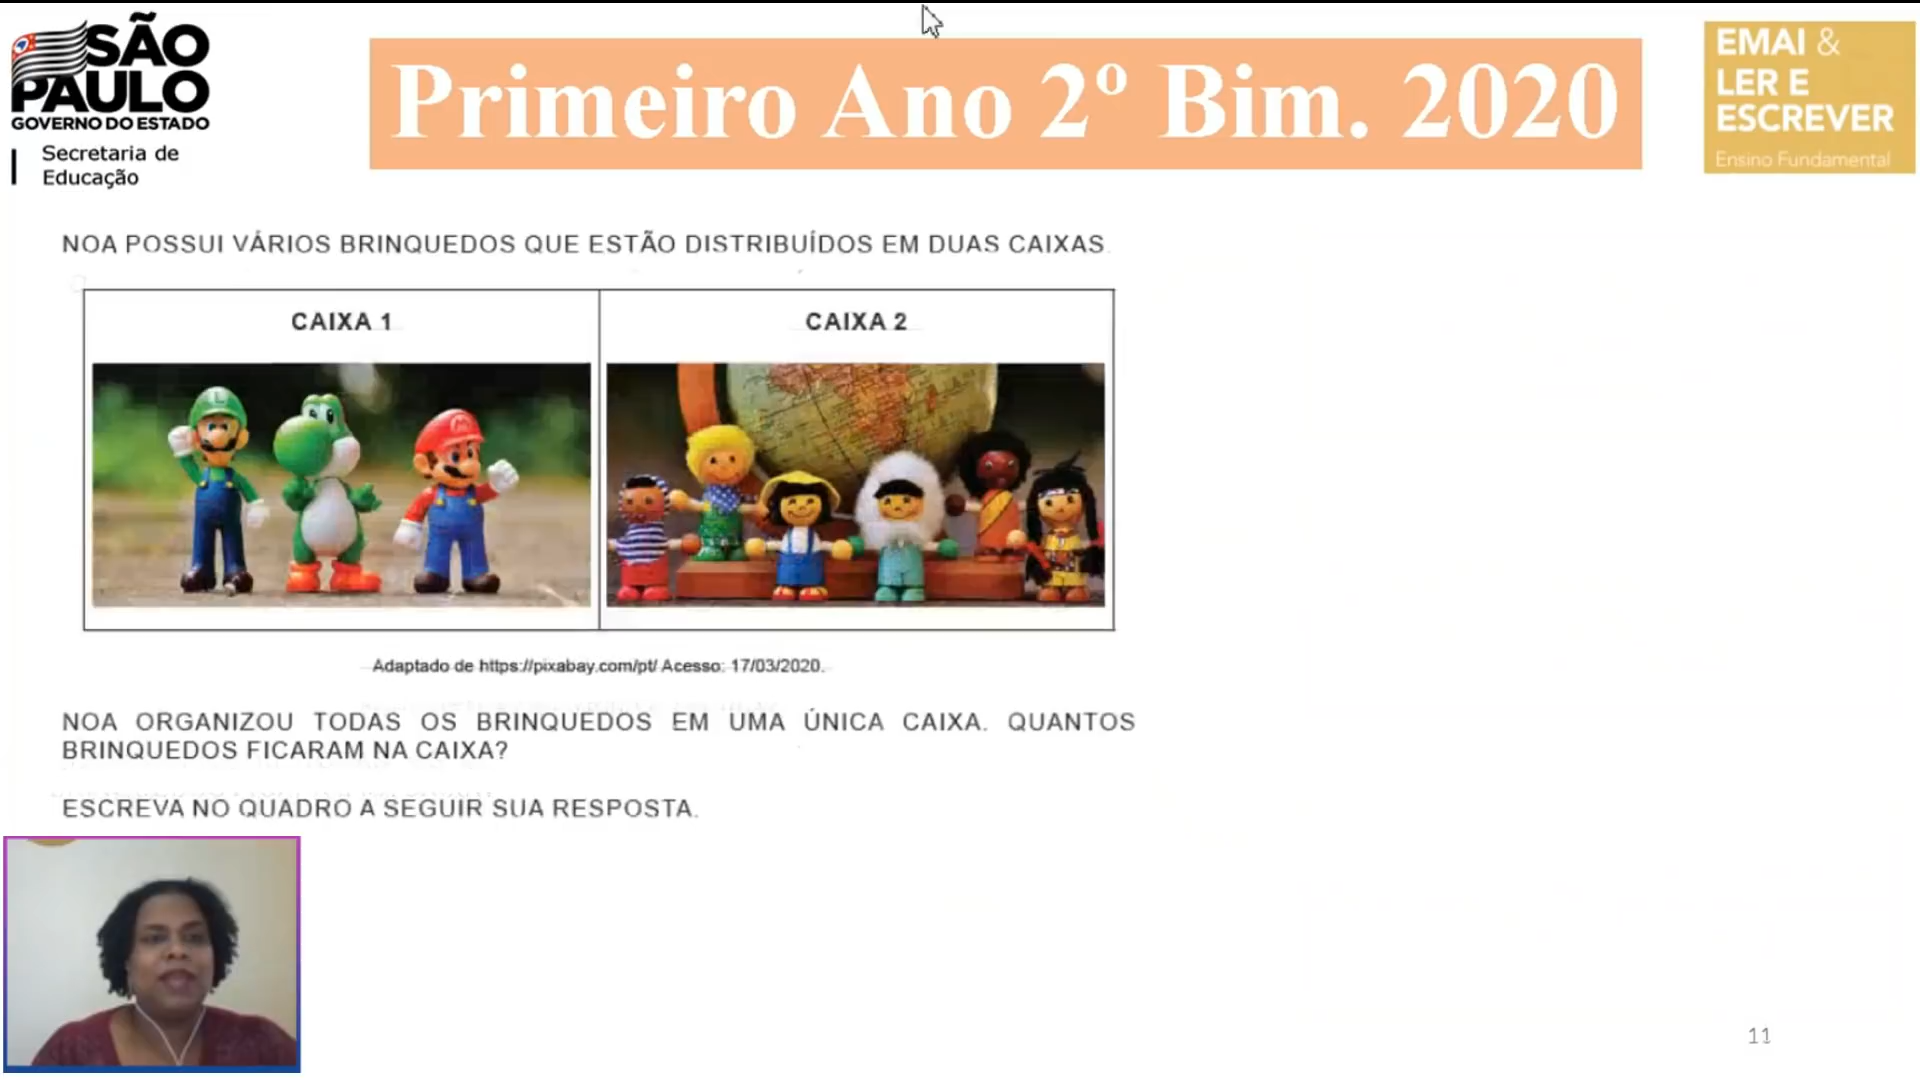 SÃO
PAULO
GOVERNO DO ESTADO
Secretaria de
Educação
Primeiro Ano 2º Bim. 2020
EMAI &
LER E
ESCREVER
Ensino Fundamental
NOA POSSUI VÁRIOS BRINQUEDOS QUE ESTÃO DISTRIBUÍDOS EM DUAS CAIXAS.
CAIXA 1
CAIXA 2
L
M
Adaptado de https://pixabay.com/pt/ Acesso: 17/03/2020.
NOA ORGANIZOU TODAS OS BRINQUEDOS EM UMA ÚNICA CAIXA. QUANTOS
BRINQUEDOS FICARAM NA CAIXA?
ESCREVA NO QUADRO A SEGUIR SUA RESPOSTA.
11